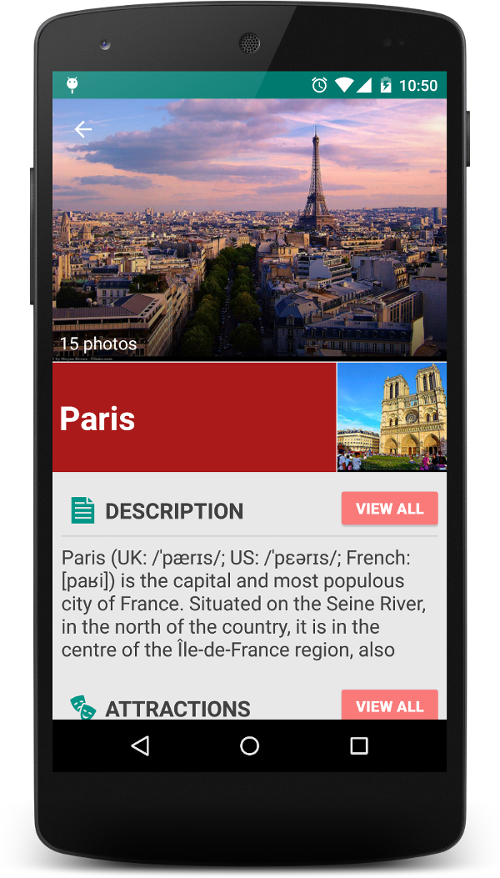 10:50
15 photos
Paris
DESCRIPTION
VIEW ALL
Paris (UK: /ˈpærɪs/; US: /ˈpɛərɪs/; French:
[paʁi]) is the capital and most populous
city of France. Situated on the Seine River,
in the north of the country, it is in the
centre of the Île-de-France region, also
ATTRACTIONS
VIEW ALL